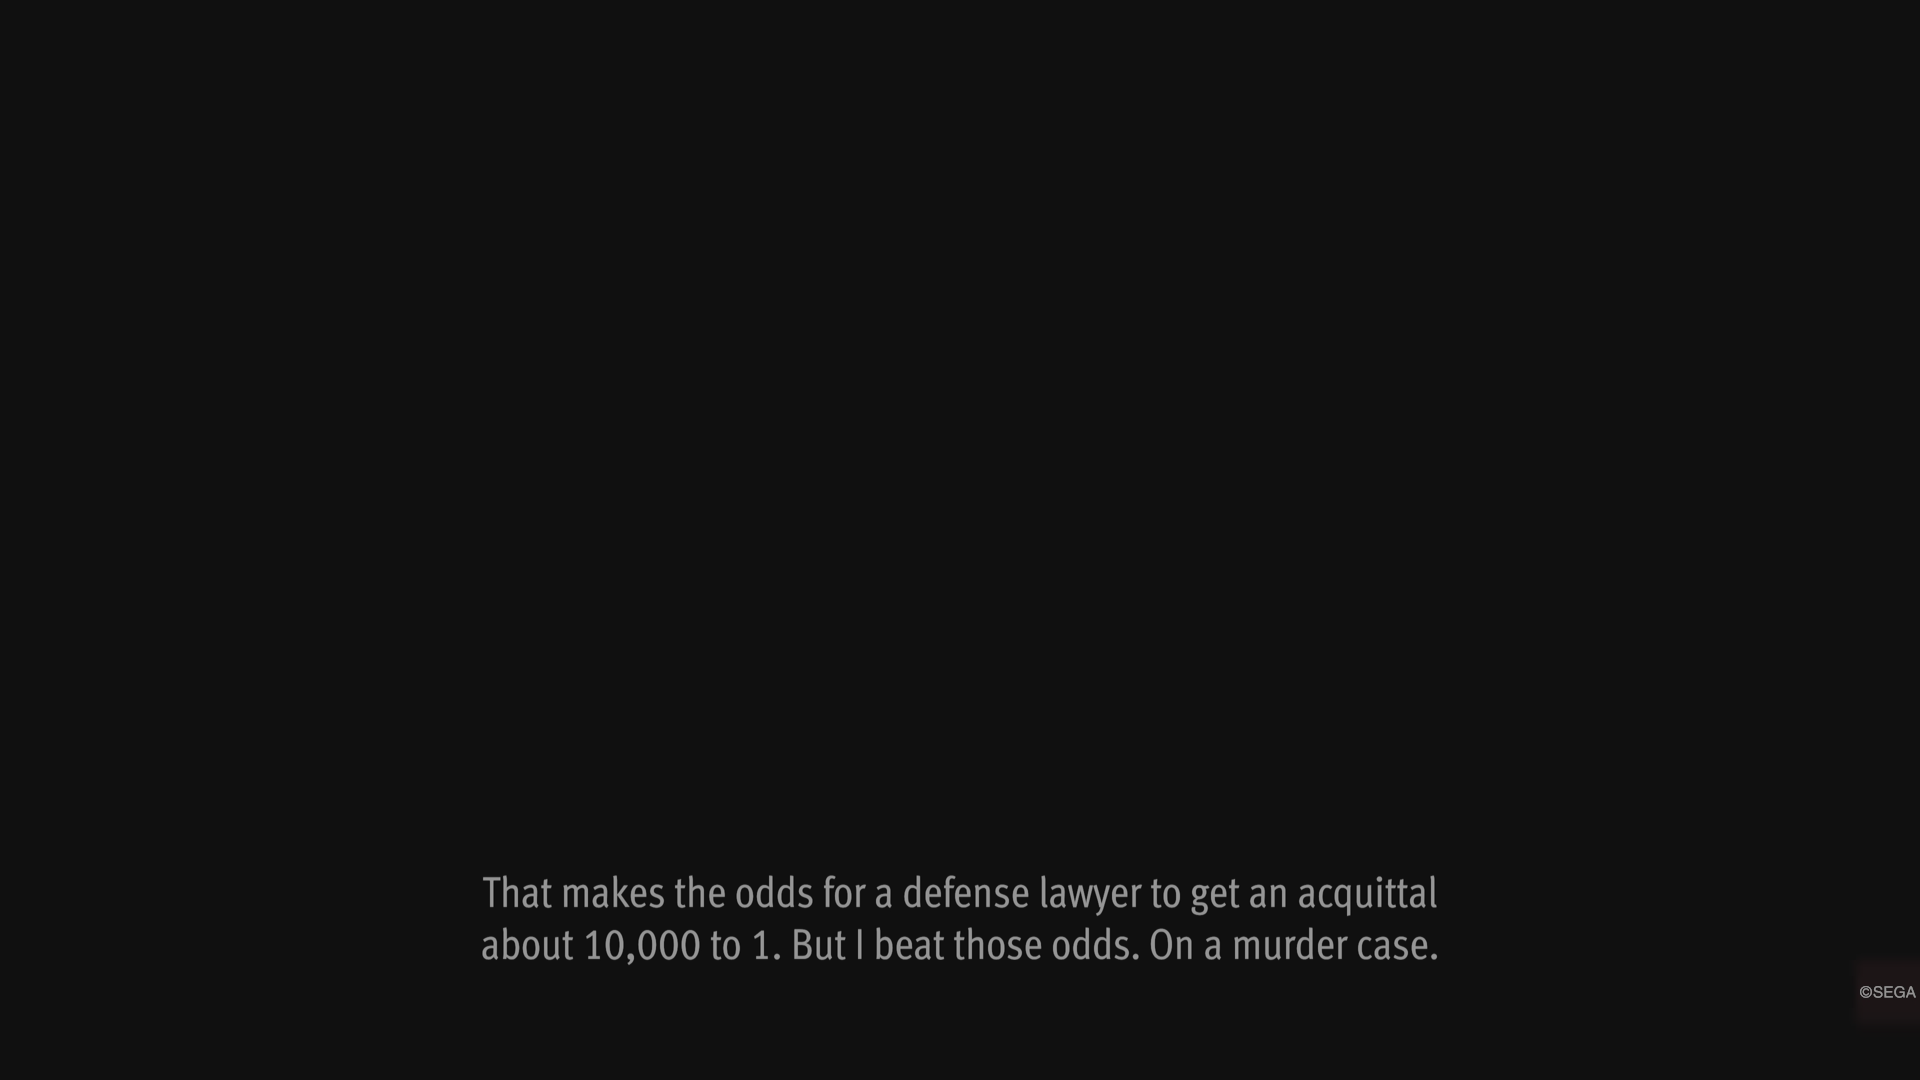 That makes the odds for a defense lawyer to get an acquittal
about 10,000 to 1. But I beat those odds. On a murder case.
©SEGA